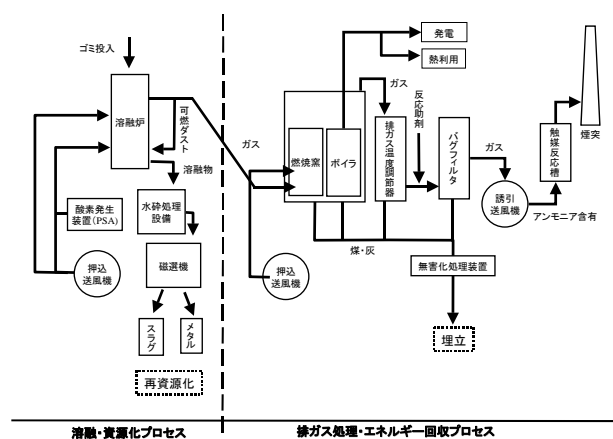 ゴミ投入
溶融炉
可燃ダスト
溶融物
酸素発生
装置(PSA)
水砕処理
設備
押込
送風機
磁選機
スラグ
メタル
再資源化
溶融・資源化プロセス
発電
熱利用
ガス
ガス
燃焼窯
ボイラ
排ガス温度調節器
反応助剤
バグフィルタ
ガス
誘引
送風機
触媒反応槽
煙突
アンモニア含有
煤・灰
押込
送風機
無害化処理装置
埋立
排ガス処理・エネルギー回収プロセス